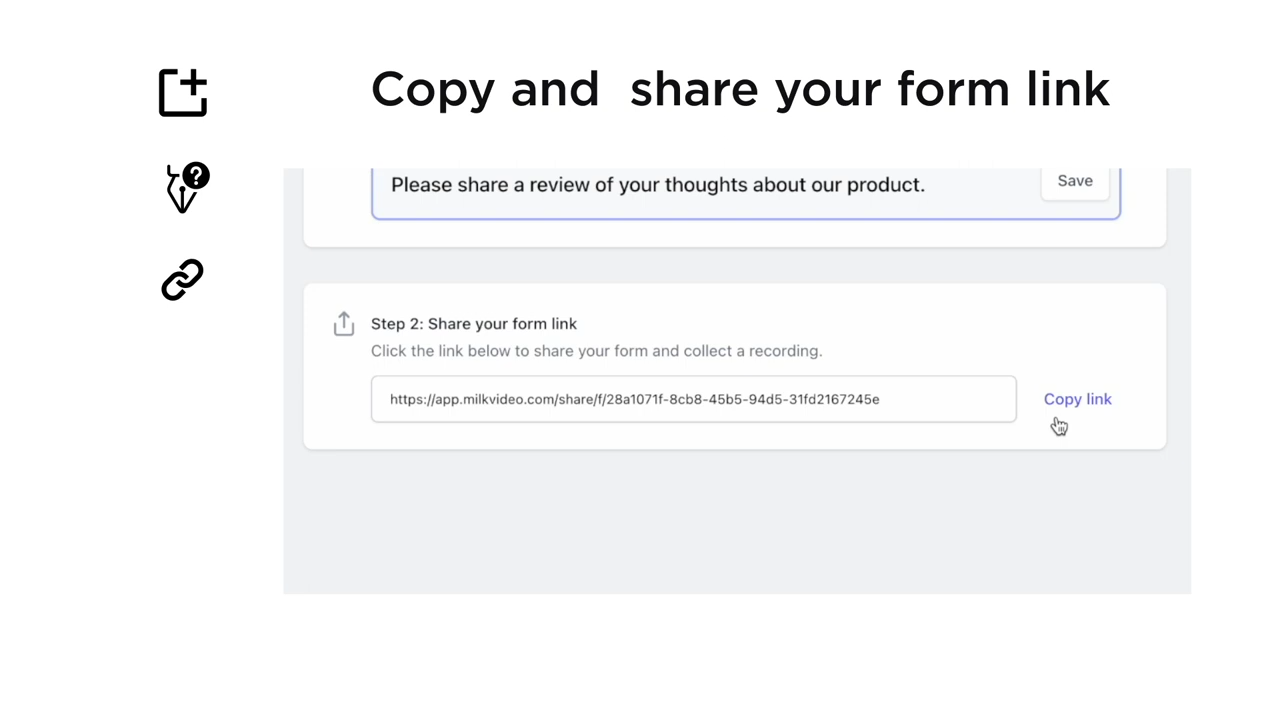 Copy and  share your form link
Please share a review of your thoughts about our product.
Save
Step 2: Share your form link
Click the link below to share your form and collect a recording.
https://app.milkvideo.com/share/f/28a1071f-8cb8-45b5-94d5-31fd2167245e
Copy link